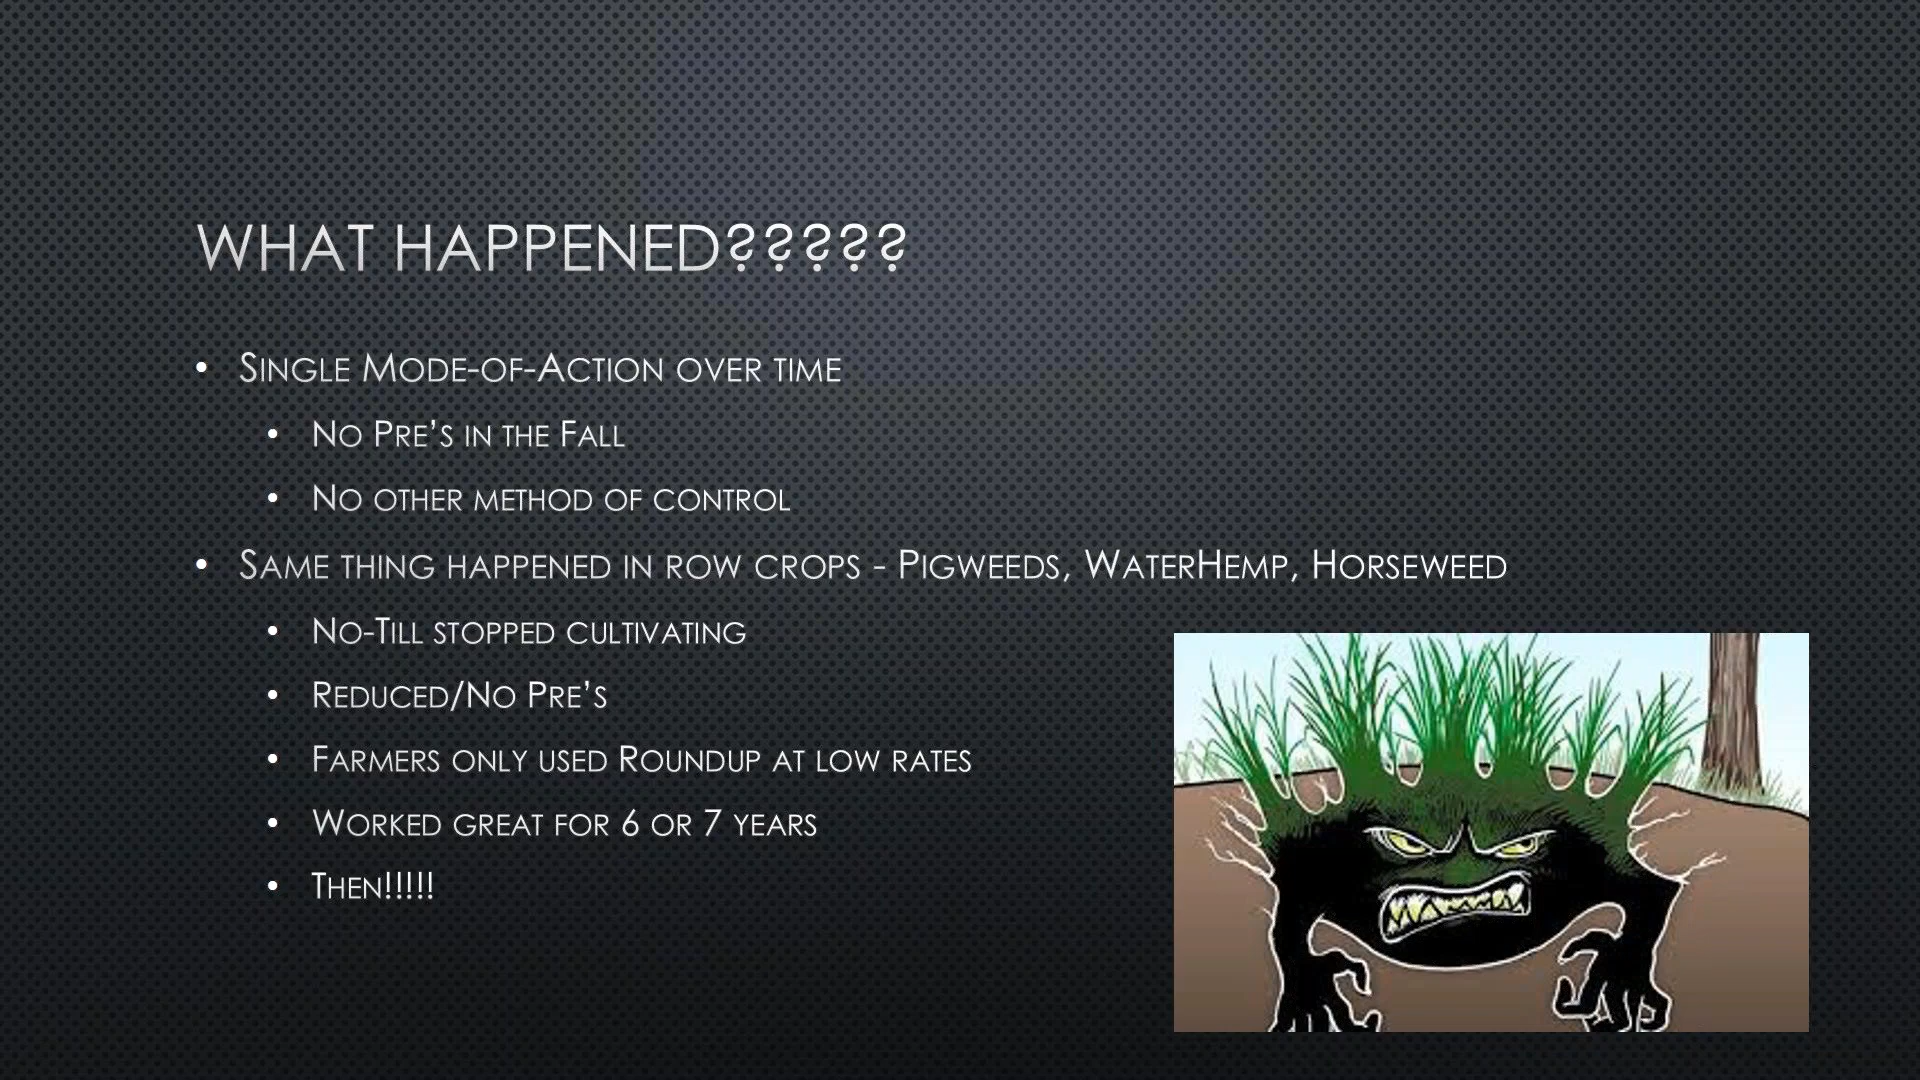 WHAT HAPPENED?????
• Single Mode-of-Action over time
• No Pre’s in the Fall
• No other method of control
• Same thing happened in row crops - Pigweeds, WaterHemp, Horseweed
• No-Till stopped cultivating
• Reduced/No Pre’s
• Farmers only used Roundup at low rates
• Worked great for 6 or 7 years
• Then!!!!!